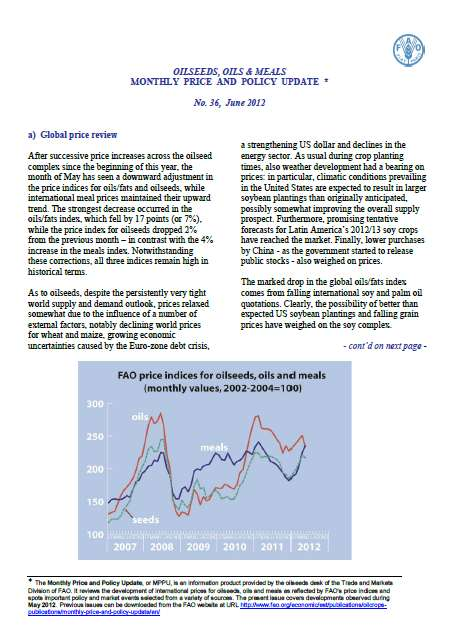 OILSEEDS, OILS & MEALS
MONTHLY PRICE AND POLICY UPDATE *
No. 36, June 2012
a) Global price review
After successive price increases across the oilseed
complex since the beginning of this year, the
month of May has seen a downward adjustment in
the price indices for oils/fats and oilseeds, while
international meal prices maintained their upward
trend. The strongest decrease occurred in the
oils/fats index, which fell by 17 points (or 7%),
while the price index for oilseeds dropped 2%
from the previous month – in contrast with the 4%
increase in the meals index. Notwithstanding
these corrections, all three indices remain high in
historical terms.
As to oilseeds, despite the persistently very tight
world supply and demand outlook, prices relaxed
somewhat due to the influence of a number of
external factors, notably declining world prices
for wheat and maize, growing economic
uncertainties caused by the Euro-zone debt crisis,
a strengthening US dollar and declines in the
energy sector. As usual during crop planting
times, also weather development had a bearing on
prices: in particular, climatic conditions prevailing
in the United States are expected to result in larger
soybean plantings than originally anticipated,
possibly somewhat improving the overall supply
prospect. Furthermore, promising tentative
forecasts for Latin America's 2012/13 soy crops
have reached the market. Finally, lower purchases
by China - as the government started to release
public stocks - also weighed on prices.
The marked drop in the global oils/fats index
comes from falling international soy and palm oil
quotations. Clearly, the possibility of better than
expected US soybean plantings and falling grain
prices have weighed on the soy complex.
- cont'd on next page -
FAO price indices for oilseeds, oils and meals
(monthly values, 2002-2004=100)
300
250
200
150
100
oils
meals
seeds
2007 2008 2009 2010 2011 2012
* The Monthly Price and Policy Update, or MPPU, is an information product provided by the oilseeds desk of the Trade and Markets
Division of FAO. It reviews the development of international prices for oilseeds, oils and meals as reflected by FAO's price indices and
spots important policy and market events selected from a variety of sources. The present issue covers developments observed during
May 2012. Previous issues can be downloaded from the FAO website at URL http://www.fao.org/economic/est/publications/oilcrops-
publications/monthly-price-and-policy-update/en/